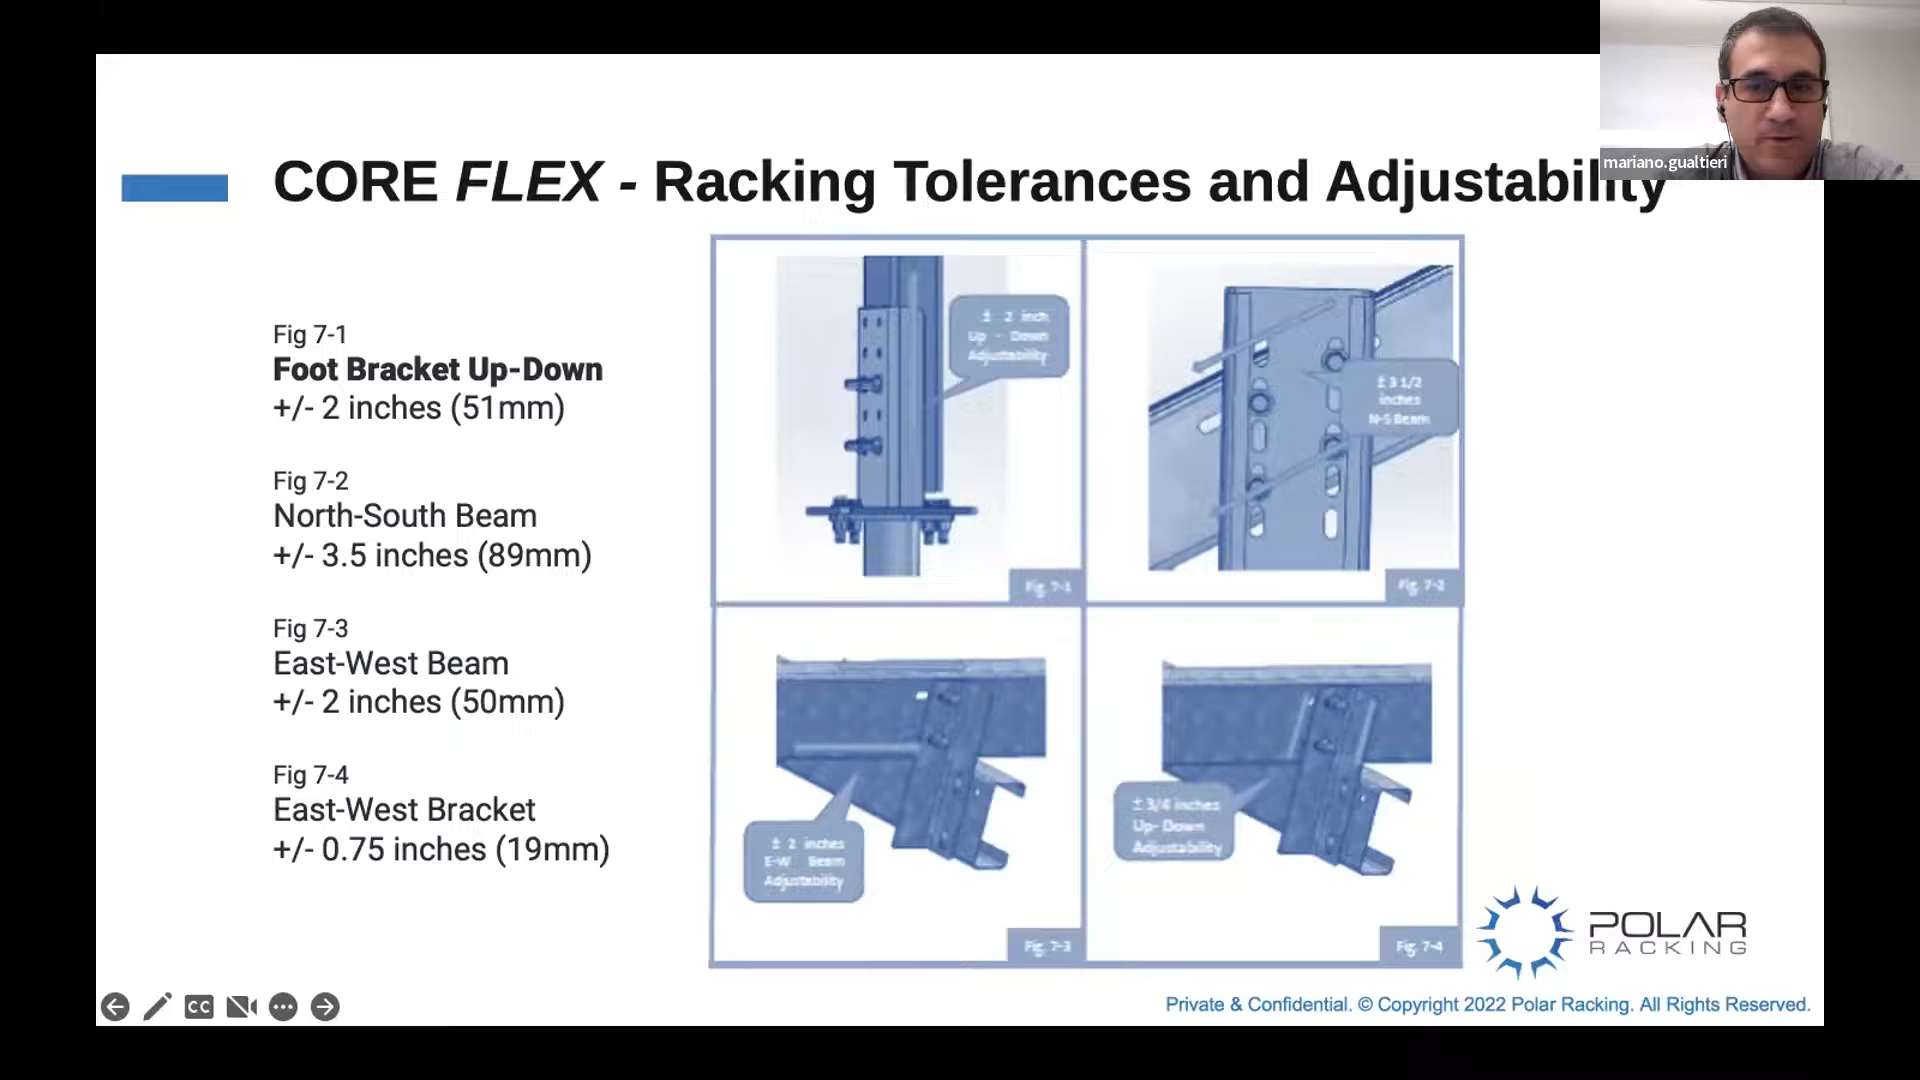 mariano.gualtieri
CORE FLEX - Racking Tolerances and Adjustability
Fig 7-1
Foot Bracket Up-Down
+/- 2 inches (51mm)
Fig 7-2
North-South Beam
+/- 3.5 inches (89mm)
Fig 7-3
East-West Beam
+/- 2 inches (50mm)
Fig 7-4
East-West Bracket
+/- 0.75 inches (19mm)
± 2 inch
Up - Down
Adjustability
Fig. 7-1
± 3 1/2
inches
N-S Beam
Fig. 7-2
± 2 inches
E-W Beam
Adjustability
Fig. 7-3
± 3/4 inches
Up- Down
Adjustability
Fig. 7-4
POLAR
RACKING
CC
Private & Confidential. © Copyright 2022 Polar Racking. All Rights Reserved.